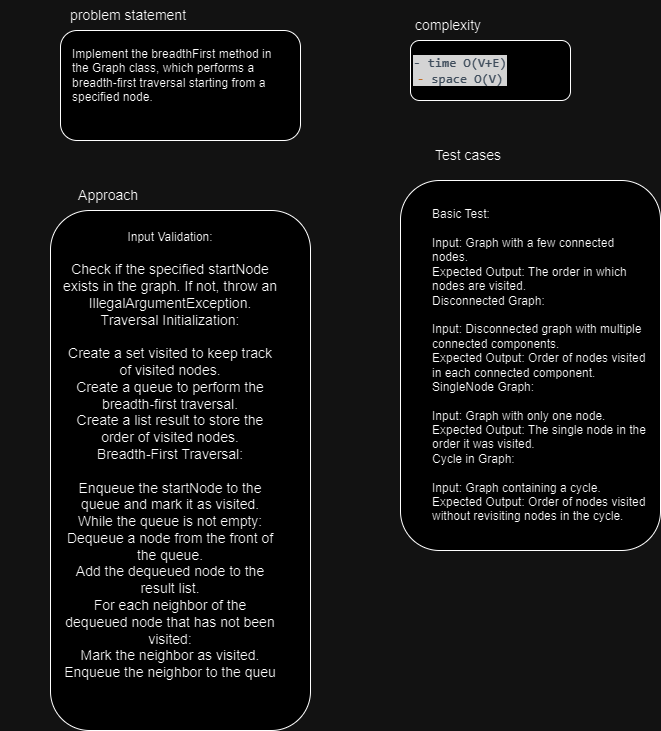 problem statement
Implement the breadthFirst method in
the Graph class, which performs a
breadth-first traversal starting from a
specified node.
complexity
- time O(V+E)
- space O(V)
Approach
Input Validation:
Check if the specified startNode
exists in the graph. If not, throw an
IllegalArgumentException.
Traversal Initialization:
Create a set visited to keep track
of visited nodes.
Create a queue to perform the
breadth-first traversal.
Create a list result to store the
order of visited nodes.
Breadth-First Traversal:
Enqueue the startNode to the
queue and mark it as visited.
While the queue is not empty:
Dequeue a node from the front of
the queue.
Add the dequeued node to the
result list.
For each neighbor of the
dequeued node that has not been
visited:
Mark the neighbor as visited.
Enqueue the neighbor to the queu
Test cases
Basic Test:
Input: Graph with a few connected
nodes.
Expected Output: The order in which
nodes are visited.
Disconnected Graph:
Input: Disconnected graph with multiple
connected components.
Expected Output: Order of nodes visited
in each connected component.
SingleNode Graph:
Input: Graph with only one node.
Expected Output: The single node in the
order it was visited.
Cycle in Graph:
Input: Graph containing a cycle.
Expected Output: Order of nodes visited
without revisiting nodes in the cycle.